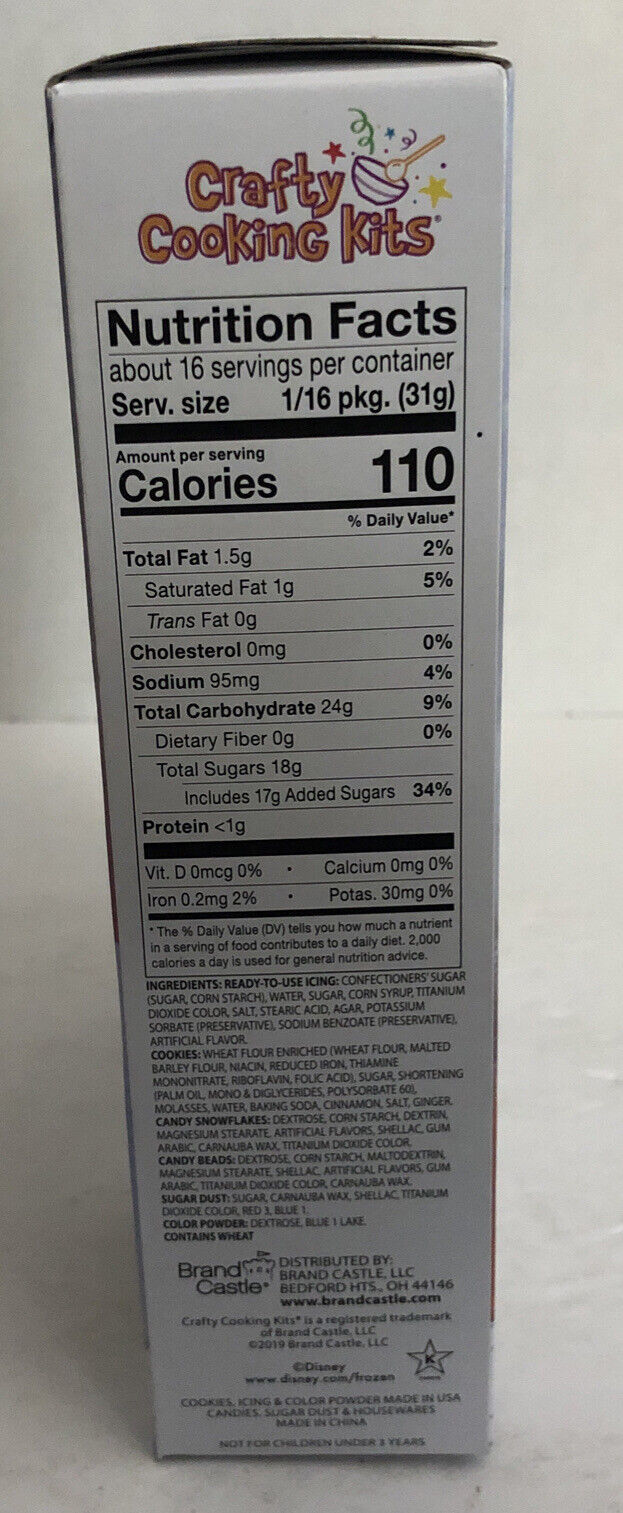 Crafty
Cooking Kits®
Nutrition Facts
about 16 servings per container
Serv. size 1/16 pkg. (31g)
Amount per serving
Calories 110
% Daily Value*
Total Fat 1.5g 2%
Saturated Fat 1g 5%
Trans Fat 0g
Cholesterol 0mg 0%
Sodium 95mg 4%
Total Carbohydrate 24g 9%
Dietary Fiber 0g 0%
Total Sugars 18g
Includes 17g Added Sugars 34%
Protein <1g
Vit. D 0mcg 0% • Calcium 0mg 0%
Iron 0.2mg 2% • Potas. 30mg 0%
* The % Daily Value (DV) tells you how much a nutrient
in a serving of food contributes to a daily diet. 2,000
calories a day is used for general nutrition advice.
INGREDIENTS: READY-TO-USE ICING: CONFECTIONERS' SUGAR
(SUGAR, CORN STARCH), WATER, SUGAR, CORN SYRUP, TITANIUM
DIOXIDE COLOR, SALT, STEARIC ACID, AGAR, POTASSIUM
SORBATE (PRESERVATIVE), SODIUM BENZOATE (PRESERVATIVE),
ARTIFICIAL FLAVOR.
COOKIES: WHEAT FLOUR ENRICHED (WHEAT FLOUR, MALTED
BARLEY FLOUR, NIACIN, REDUCED IRON, THIAMINE
MONONITRATE, RIBOFLAVIN, FOLIC ACID), SUGAR, SHORTENING
(PALM OIL, MONO & DIGLYCERIDES, POLYSORBATE 60),
MOLASSES, WATER, BAKING SODA, CINNAMON, SALT, GINGER.
CANDY SNOWFLAKES: DEXTROSE, CORN STARCH, DEXTRIN,
MAGNESIUM STEARATE, ARTIFICIAL FLAVORS, SHELLAC, GUM
ARABIC, CARNAUBA WAX, TITANIUM DIOXIDE COLOR.
CANDY BEADS: DEXTROSE, CORN STARCH, MALTODEXTRIN,
MAGNESIUM STEARATE, SHELLAC, ARTIFICIAL FLAVORS, GUM
ARABIC, TITANIUM DIOXIDE COLOR, CARNAUBA WAX.
SUGAR DUST: SUGAR, CARNAUBA WAX, SHELLAC, TITANIUM
DIOXIDE COLOR, RED 3, BLUE 1.
COLOR POWDER: DEXTROSE, BLUE 1 LAKE.
CONTAINS WHEAT
Brand
Castle®
DISTRIBUTED BY:
BRAND CASTLE, LLC
BEDFORD HTS., OH 44146
www.brandcastle.com
Crafty Cooking Kits® is a registered trademark
of Brand Castle, LLC
©2019 Brand Castle, LLC
©Disney
www.disney.com/frozen
K
COOKIES, ICING & COLOR POWDER MADE IN USA
CANDIES, SUGAR DUST & HOUSEWARES
MADE IN CHINA
NOT FOR CHILDREN UNDER 3 YEARS